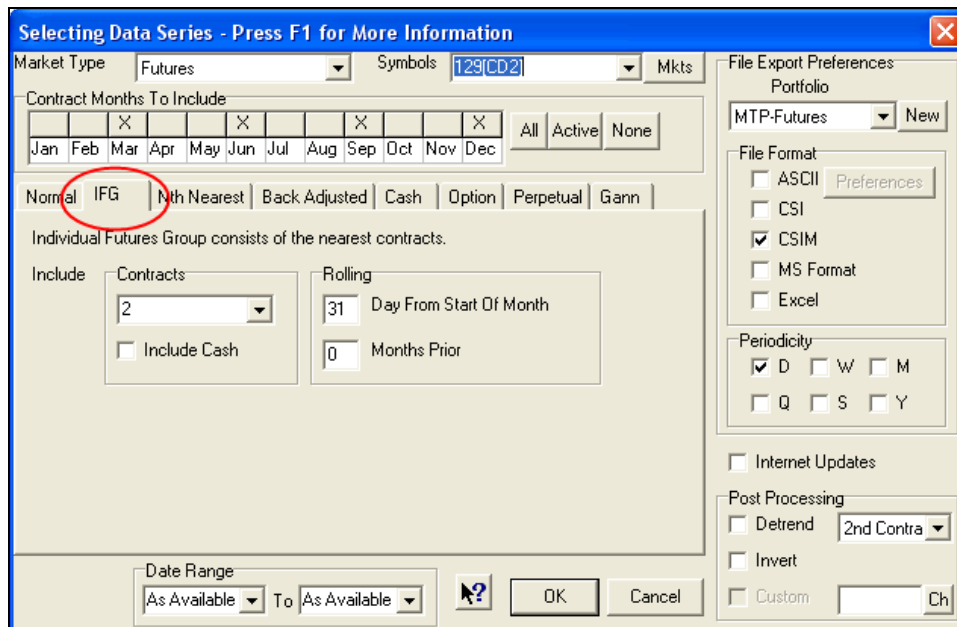 Selecting Data Series - Press F1 for More Information
Market Type Futures Symbols 129[CD2] Mkts
Contract Months To Include
X X X X
Jan Feb Mar Apr May Jun Jul Aug Sep Oct Nov Dec
All Active None
Normal IFG Nth Nearest Back Adjusted Cash Option Perpetual Gann
Individual Futures Group consists of the nearest contracts.
Include Contracts Rolling
2 31 Day From Start Of Month
Include Cash 0 Months Prior
Date Range
As Available To As Available ? OK Cancel
File Export Preferences
Portfolio
MTP-Futures New
File Format
ASCII Preferences
CSI
CSIM
MS Format
Excel
Periodicity
D W M
Q S Y
Internet Updates
Post Processing
Detrend 2nd Contra
Invert
Custom Ch